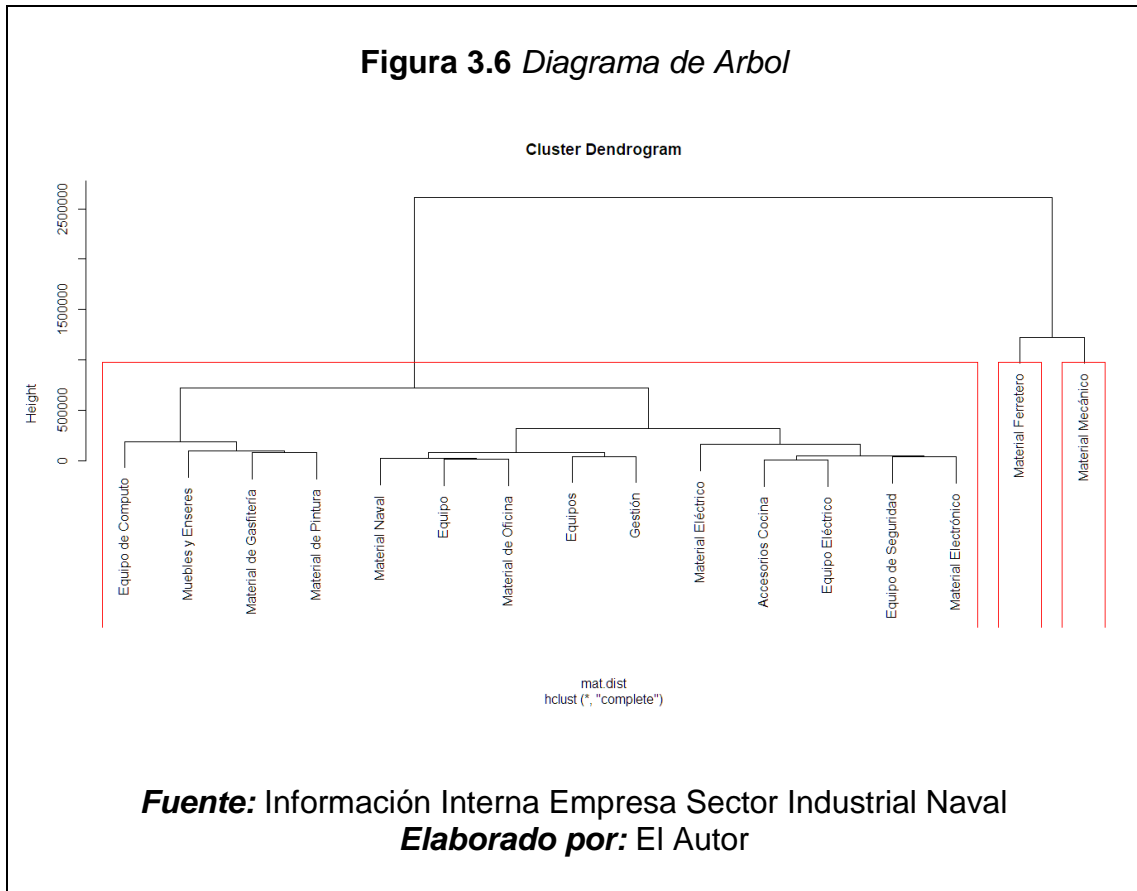 Figura 3.6 Diagrama de Arbol
Cluster Dendrogram
Height
2500000
1500000
500000
0
Equipo de Computo
Muebles y Enseres
Material de Gasfitería
Material de Pintura
Material Naval
Equipo
Material de Oficina
Equipos
Gestión
Material Eléctrico
Accesorios Cocina
Equipo Eléctrico
Equipo de Seguridad
Material Electrónico
Material Ferretero
Material Mecánico
mat.dist
hclust (*, "complete")
Fuente: Información Interna Empresa Sector Industrial Naval
Elaborado por: El Autor